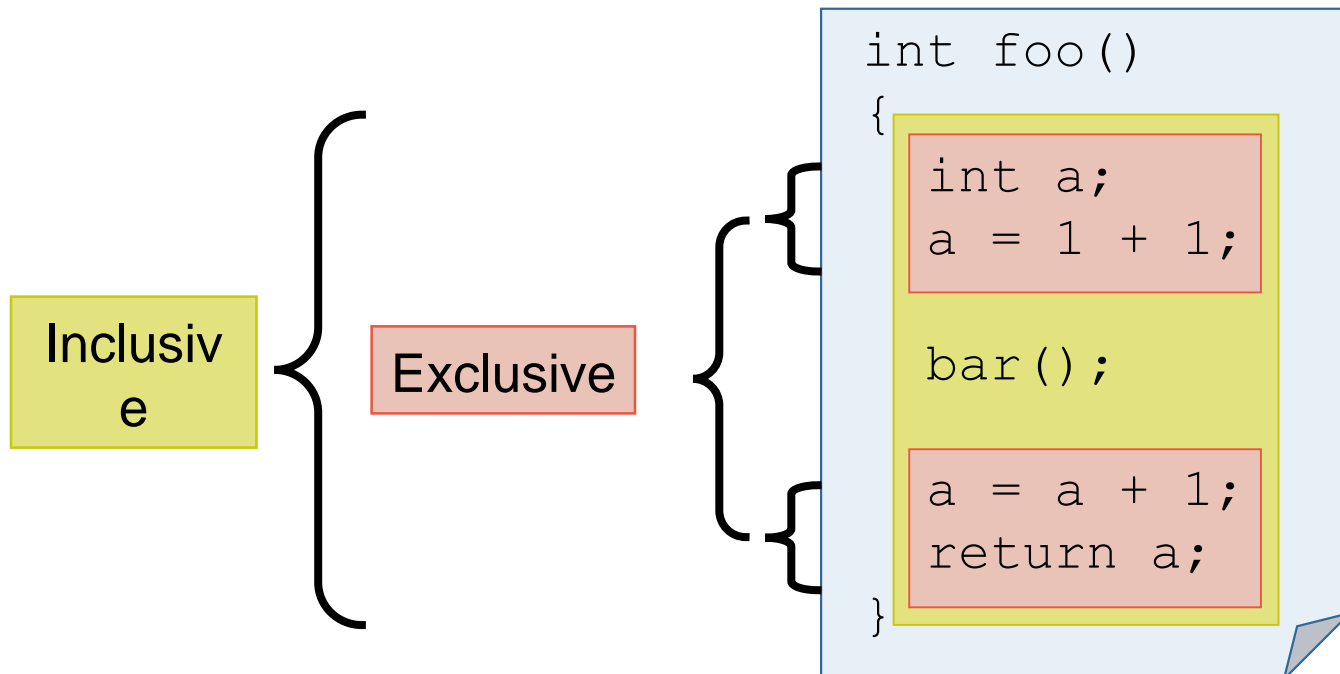 int foo()
{
int a;
a = 1 + 1;
Inclusiv
e
Exclusive
bar();
a = a + 1;
return a;
}